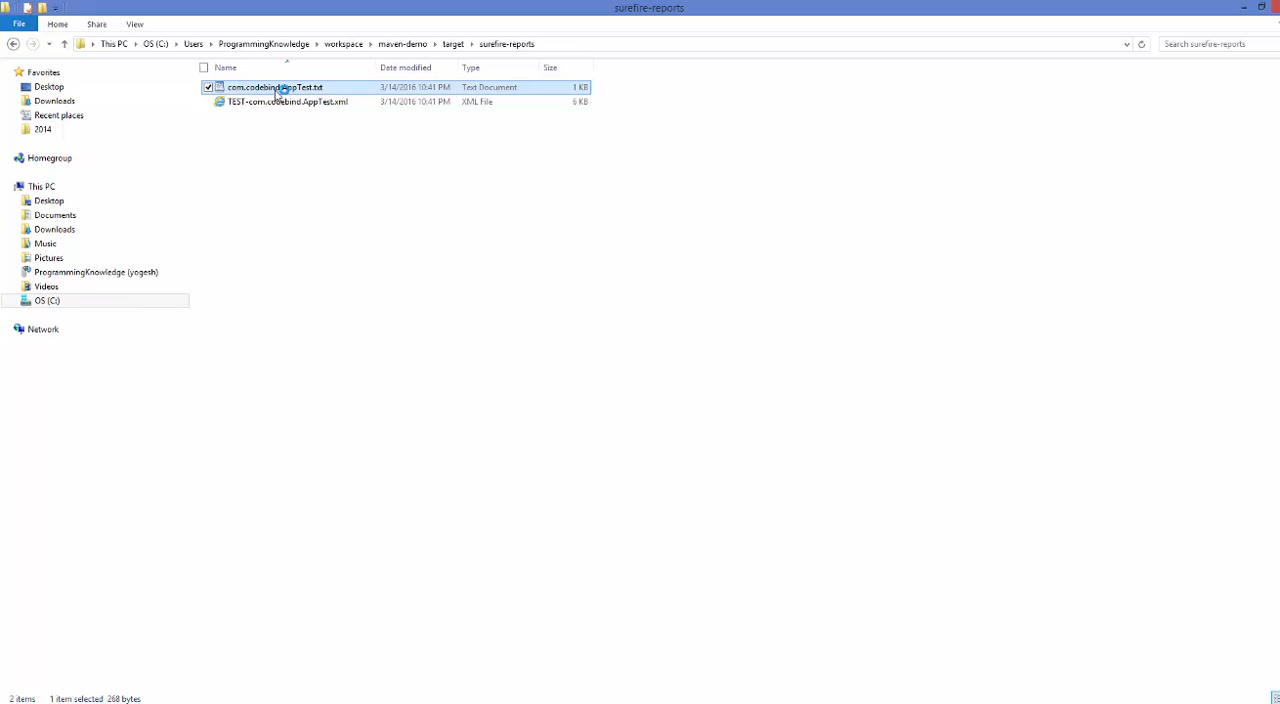 surefire-reports
File Home Share View
This PC OS (C:) Users ProgrammingKnowledge workspace maven-demo target surefire-reports Search surefire-reports
Name Date modified Type Size
Favorites
Desktop
Downloads
Recent places
2014
Homegroup
This PC
Desktop
Documents
Downloads
Music
Pictures
ProgrammingKnowledge (yogesh)
Videos
OS (C:)
Network
com.codebind.AppTest.txt 3/14/2016 10:41 PM Text Document 1 KB
TEST-com.codebind.AppTest.xml 3/14/2016 10:41 PM XML File 6 KB
2 items 1 item selected 268 bytes